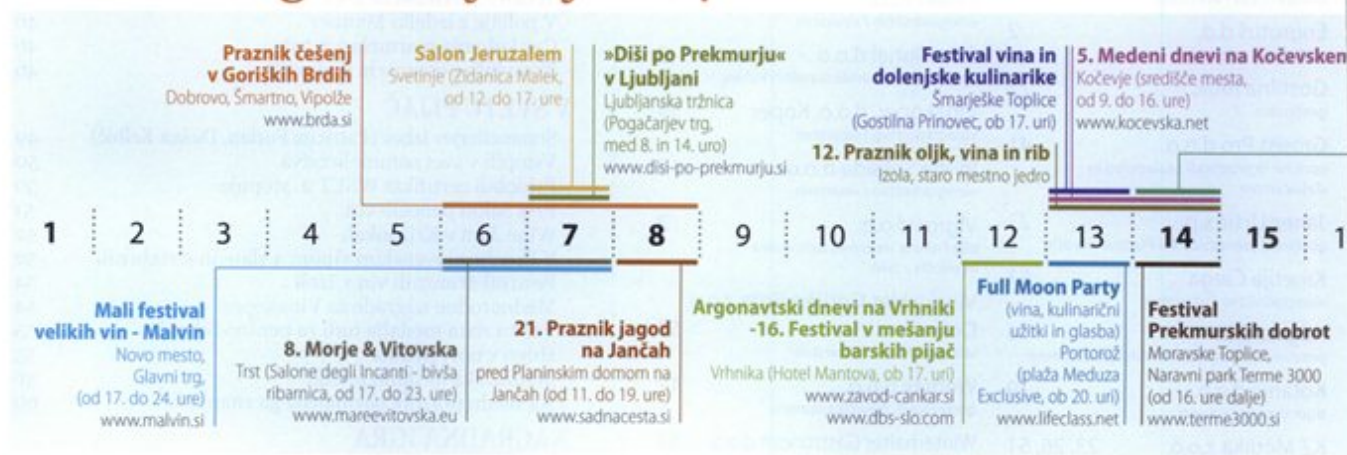 Praznik češenj
v Goriških Brdih
Dobrovo, Šmartno, Vipolže
www.brda.si
Salon Jeruzalem
Svetinje (Zidanica Malek,
od 12. do 17. ure)
»Diši po Prekmurju«
v Ljubljani
Ljubljanska tržnica
(Pogačarjev trg,
med 8. in 14. uro)
www.disi-po-prekmurju.si
Festival vina in
dolenjske kulinarike
Šmarješke Toplice
(Gostilna Prinovec, ob 17. uri)
12. Praznik oljk, vina in rib
Izola, staro mestno jedro
5. Medeni dnevi na Kočevskem
Kočevje (središče mesta,
od 9. do 16. ure)
www.kocevska.net
1 2 3 4 5 6 7 8 9 10 11 12 13 14 15 1
Mali festival
velikih vin - Malvin
Novo mesto,
Glavni trg,
(od 17. do 24. ure)
www.malvin.si
8. Morje & Vitovska
Trst (Salone degli Incanti - bivša
ribarnica, od 17. do 23. ure)
www.mareevitovska.eu
21. Praznik jagod
na Jančah
pred Planinskim domom na
Jančah (od 11. do 19. ure)
www.sadnacesta.si
Argonavtski dnevi na Vrhniki
-16. Festival v mešanju
barskih pijač
Vrhnika (Hotel Mantova, ob 17. uri)
www.zavod-cankar.si
www.dbs-slo.com
Full Moon Party
(vina, kulinarični
užitki in glasba)
Portorož
(plaža Meduza
Exclusive, ob 20. uri)
www.lifeclass.net
Festival
Prekmurskih dobrot
Moravske Toplice,
Naravni park Terme 3000
(od 16. ure dalje)
www.terme3000.si